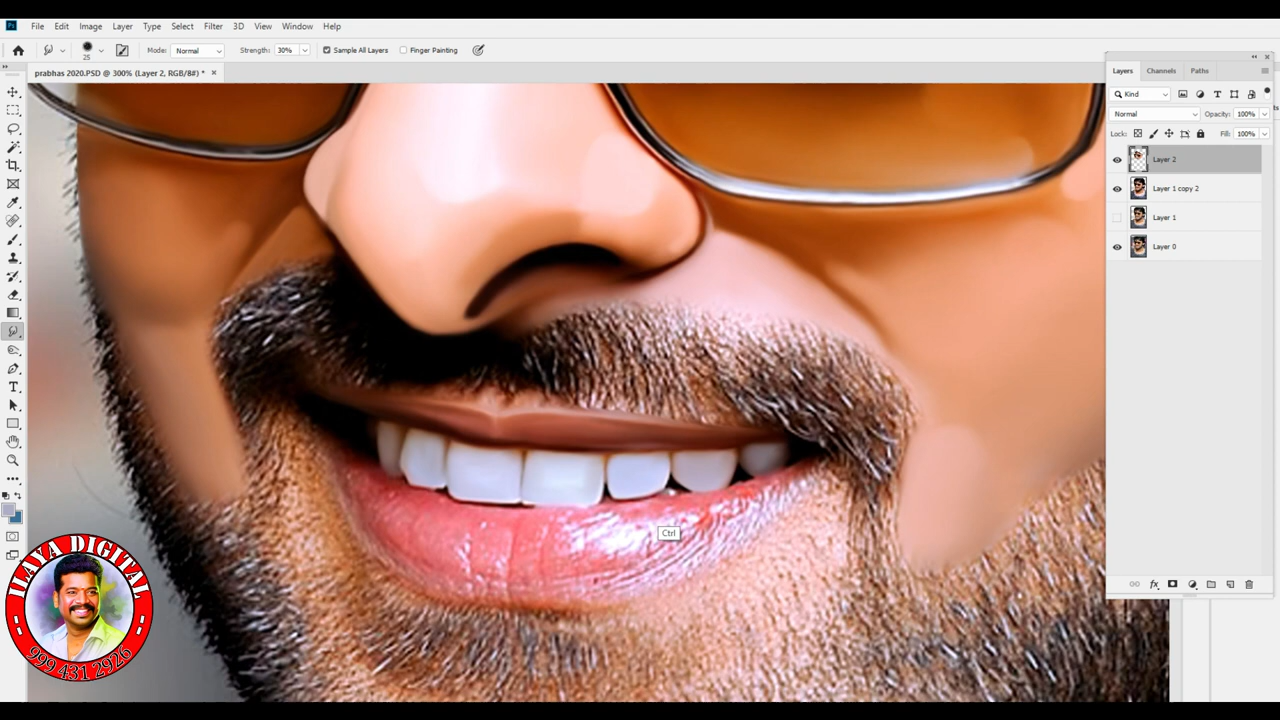 Ps File Edit Image Layer Type Select Filter 3D View Window Help
25 Mode: Normal Strength: 30% Sample All Layers Finger Painting
prabhas 2020.PSD @ 300% (Layer 2, RGB/8#) * ×
Layers Channels Paths
Kind
Normal Opacity: 100%
Lock: Fill: 100%
Layer 2
Layer 1 copy 2
Layer 1
Layer 0
Ctrl
ILAYA DIGITAL
999 431 2926